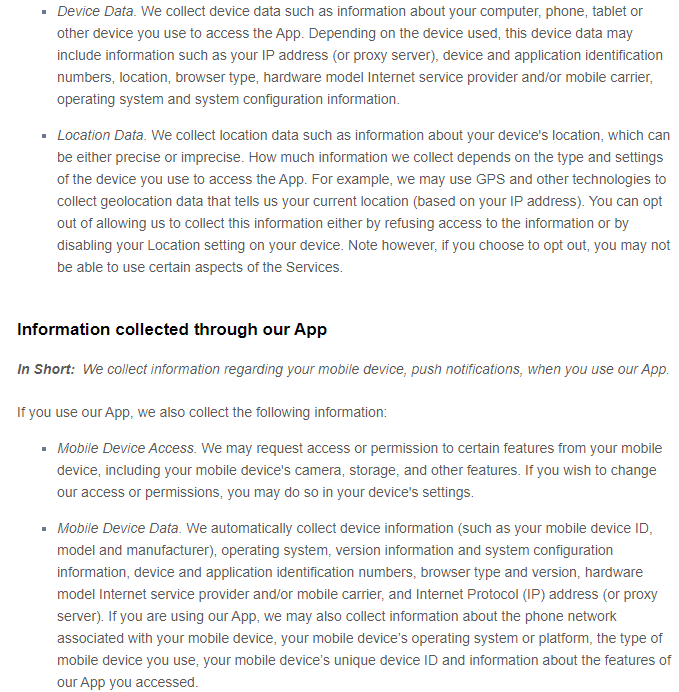 ▪ Device Data. We collect device data such as information about your computer, phone, tablet or
other device you use to access the App. Depending on the device used, this device data may
include information such as your IP address (or proxy server), device and application identification
numbers, location, browser type, hardware model Internet service provider and/or mobile carrier,
operating system and system configuration information.
▪ Location Data. We collect location data such as information about your device's location, which can
be either precise or imprecise. How much information we collect depends on the type and settings
of the device you use to access the App. For example, we may use GPS and other technologies to
collect geolocation data that tells us your current location (based on your IP address). You can opt
out of allowing us to collect this information either by refusing access to the information or by
disabling your Location setting on your device. Note however, if you choose to opt out, you may not
be able to use certain aspects of the Services.
Information collected through our App
In Short: We collect information regarding your mobile device, push notifications, when you use our App.
If you use our App, we also collect the following information:
▪ Mobile Device Access. We may request access or permission to certain features from your mobile
device, including your mobile device's camera, storage, and other features. If you wish to change
our access or permissions, you may do so in your device's settings.
▪ Mobile Device Data. We automatically collect device information (such as your mobile device ID,
model and manufacturer), operating system, version information and system configuration
information, device and application identification numbers, browser type and version, hardware
model Internet service provider and/or mobile carrier, and Internet Protocol (IP) address (or proxy
server). If you are using our App, we may also collect information about the phone network
associated with your mobile device, your mobile device’s operating system or platform, the type of
mobile device you use, your mobile device’s unique device ID and information about the features of
our App you accessed.